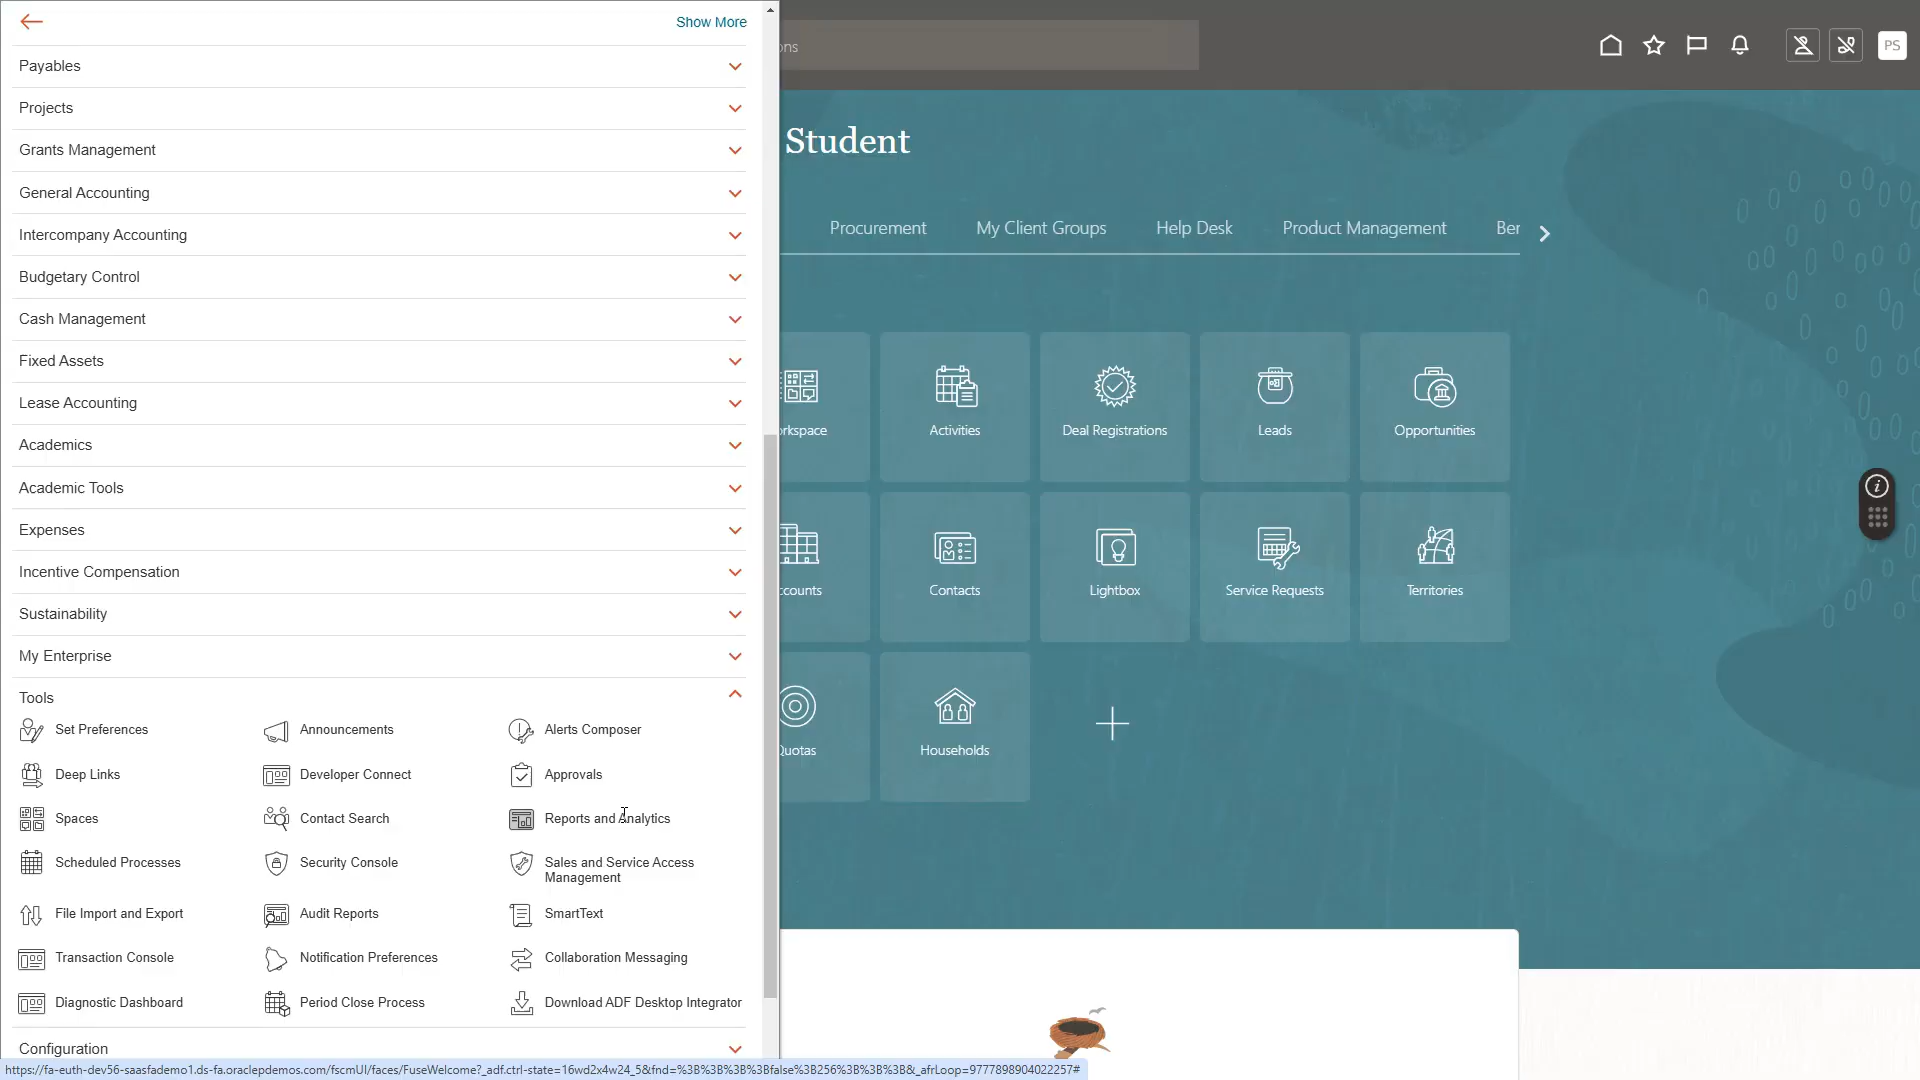 Show More
Payables
Projects
Grants Management
General Accounting
Intercompany Accounting
Budgetary Control
Cash Management
Fixed Assets
Lease Accounting
Academics
Academic Tools
Expenses
Incentive Compensation
Sustainability
My Enterprise
Tools
Set Preferences
Announcements
Alerts Composer
Deep Links
Developer Connect
Approvals
Spaces
Contact Search
Reports and Analytics
Scheduled Processes
Security Console
Sales and Service Access
Management
File Import and Export
Audit Reports
SmartText
Transaction Console
Notification Preferences
Collaboration Messaging
Diagnostic Dashboard
Period Close Process
Download ADF Desktop Integrator
Configuration
https://fa-euth-dev56-saasfademo1.ds-fa.oraclepdemos.com/fscmUI/faces/FuseWelcome?_adf.ctrl-state=16wd2x4w24_5&fnd=%3B%3B%3B%3Bfalse%3B256%3B%3B%3B&_afrLoop=9777898904022257#
ons
PS
Student
Procurement
My Client Groups
Help Desk
Product Management
Ber
rkspace
Activities
Deal Registrations
Leads
Opportunities
ccounts
Contacts
Lightbox
Service Requests
Territories
Quotas
Households